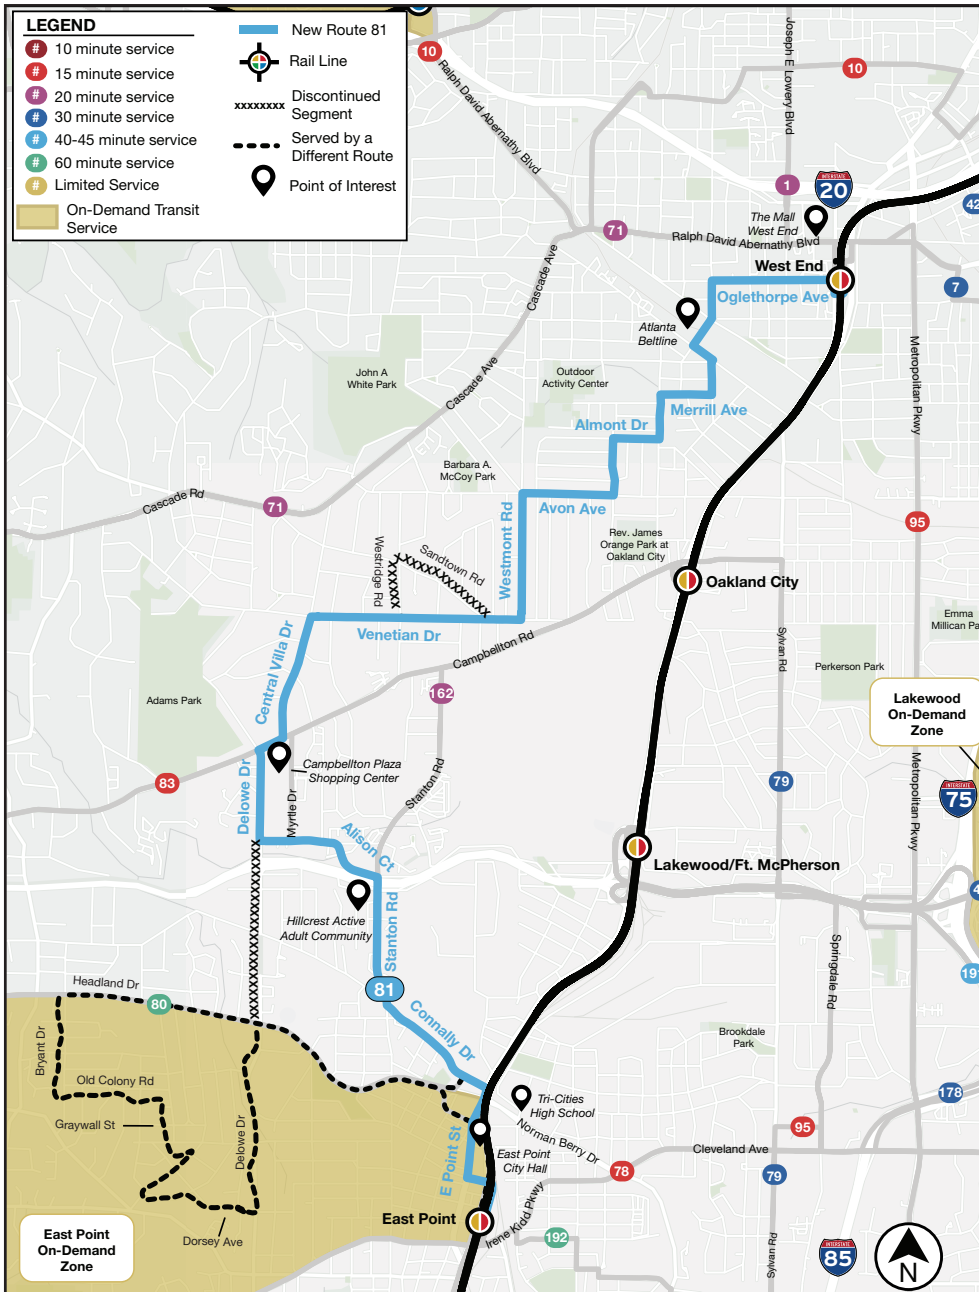 LEGEND
# 10 minute service
# 15 minute service
# 20 minute service
# 30 minute service
# 40-45 minute service
# 60 minute service
# Limited Service
On-Demand Transit
Service
New Route 81
Rail Line
xxxxxxxx Discontinued
Segment
Served by a
Different Route
Point of Interest
10
Ralph David Abernathy Blvd
Joseph E Lowery Blvd
10
1
INTERSTATE
20
42
The Mall
West End
71
Ralph David Abernathy Blvd
West End
Oglethorpe Ave
7
Cascade Ave
Atlanta
Beltline
Metropolitan Pkwy
John A
White Park
Outdoor
Activity Center
Cascade Ave
Merrill Ave
Almont Dr
Barbara A.
McCoy Park
Cascade Rd
71
Avon Ave
Westmont Rd
95
Rev. James
Orange Park at
Oakland City
Westridge Rd
Sandtown Rd
Oakland City
Venetian Dr
Central Villa Dr
Campbellton Rd
Sylvan Rd
Emma
Millican Pa
Perkerson Park
162
Adams Park
Lakewood
On-Demand
Zone
Campbellton Plaza
Shopping Center
83
Delowe Dr
Myrtle Dr
Stanton Rd
79
Metropolitan Pkwy
INTERSTATE
75
Alison Ct
Lakewood/Ft. McPherson
Hillcrest Active
Adult Community
Stanton Rd
4
Springdale Rd
191
Headland Dr
80
81
Connally Dr
Bryant Dr
Brookdale
Park
Old Colony Rd
178
Tri-Cities
High School
Graywall St
Norman Berry Dr
95
Delowe Dr
E Point St
East Point
City Hall
Cleveland Ave
78
79
East Point
Irene Kidd Pkwy
Dorsey Ave
192
East Point
On-Demand
Zone
Sylvan Rd
INTERSTATE
85
N